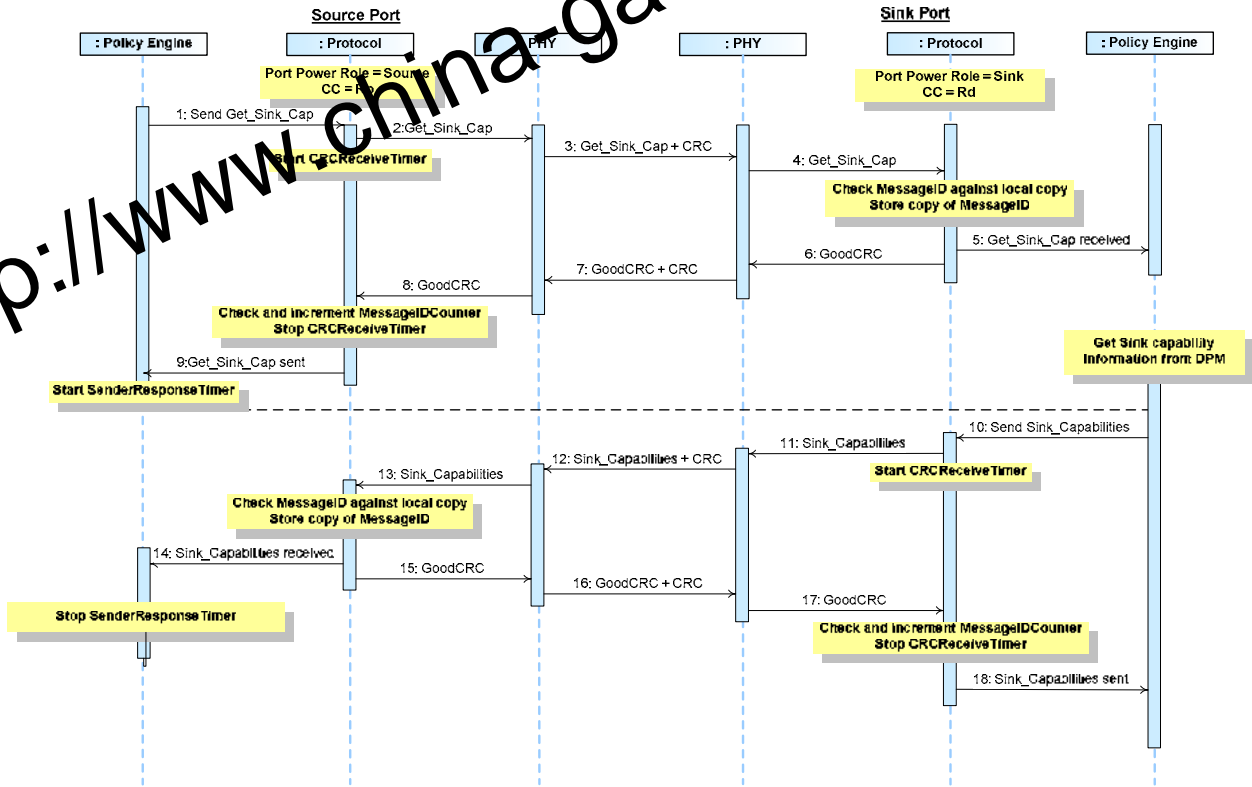 Source Port
Sink Port
: Policy Engine
: Protocol
PHY
: PHY
: Protocol
: Policy Engine
Port Power Role = Source
CC = Rp
Port Power Role = Sink
CC = Rd
1: Send Get_Sink_Cap
2:Get_Sink_Cap
Start CRCReceiveTimer
3: Get_Sink_Cap + CRC
4: Get_Sink_Cap
Check MessageID against local copy
Store copy of MessageID
5: Get_Sink_Cap received
6: GoodCRC
7: GoodCRC + CRC
8: GoodCRC
Check and increment MessageIDCounter
Stop CRCReceiveTimer
9:Get_Sink_Cap sent
Start SenderResponseTimer
Get Sink capability
information from DPM
10: Send Sink_Capabilities
11: Sink_Capabilities
Start CRCReceiveTimer
12: Sink_Capabilities + CRC
13: Sink_Capabilities
Check MessageID against local copy
Store copy of MessageID
14: Sink_Capabilities received
15: GoodCRC
16: GoodCRC + CRC
17: GoodCRC
Stop SenderResponseTimer
Check and increment MessageIDCounter
Stop CRCReceiveTimer
18: Sink_Capabilities sent
p://www.china-ga